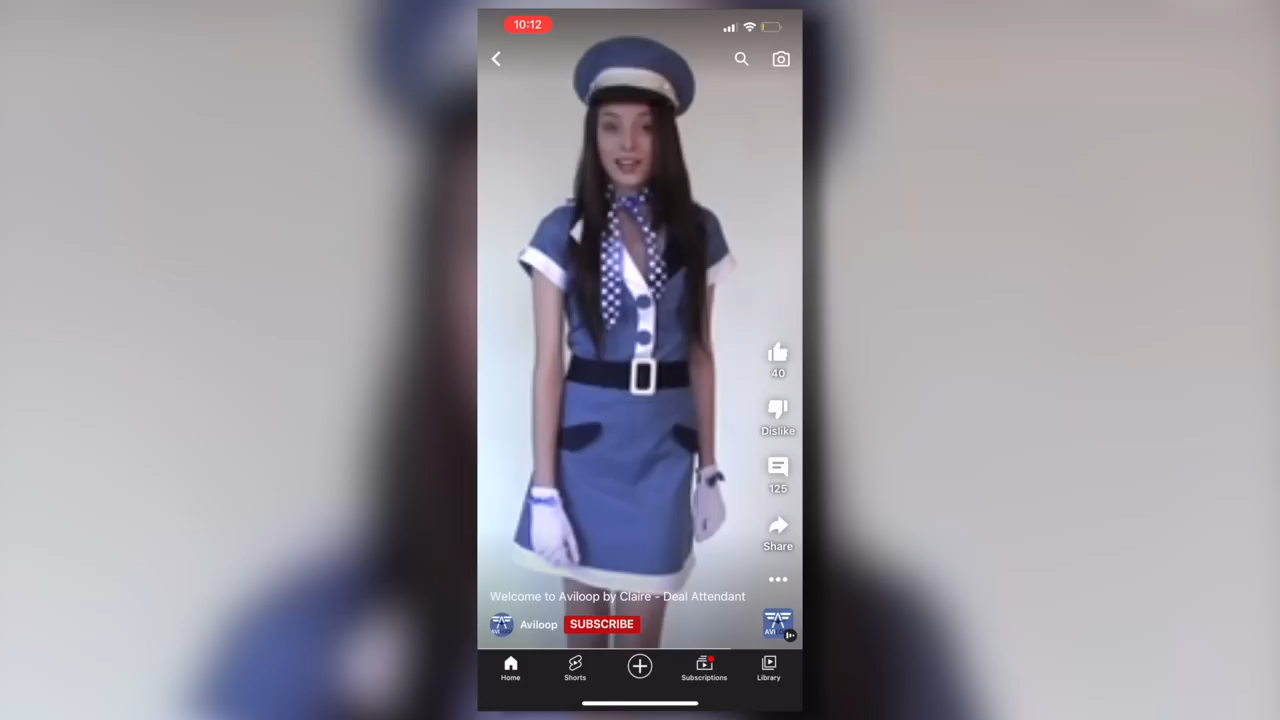 10:12
40
Dislike
125
Share
Welcome to Aviloop by Claire - Deal Attendant
Aviloop
SUBSCRIBE
AVI
Home
Shorts
Subscriptions
Library